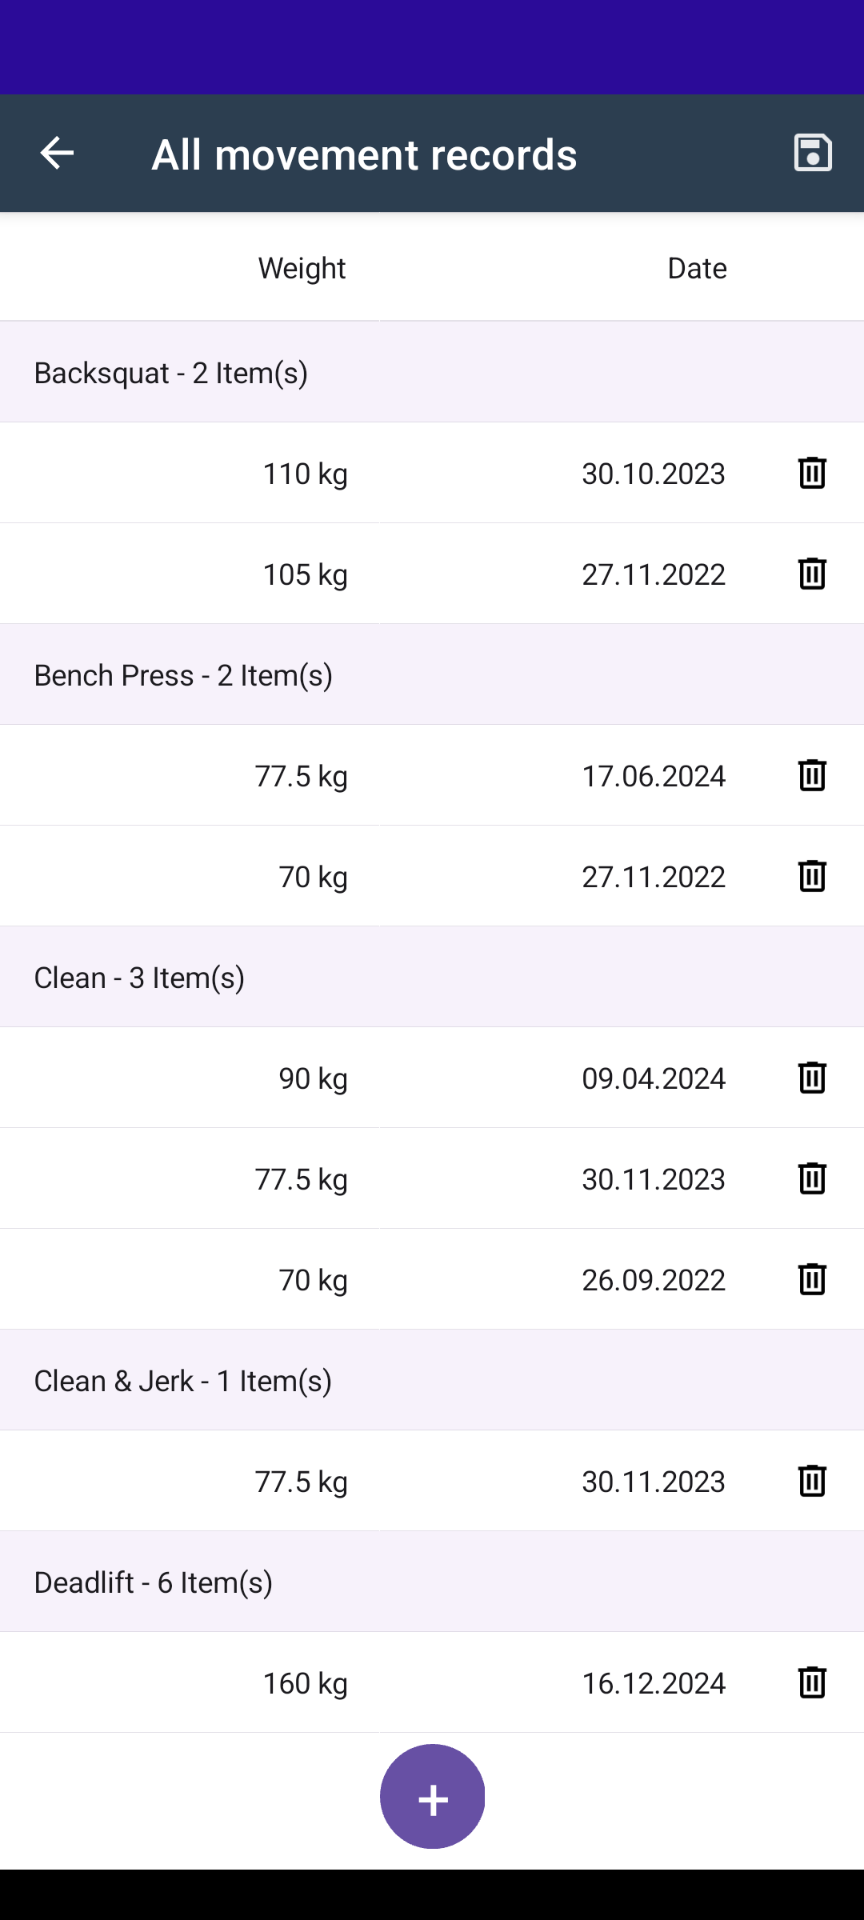 All movement records
Weight Date
Backsquat - 2 Item(s)
110 kg 30.10.2023
105 kg 27.11.2022
Bench Press - 2 Item(s)
77.5 kg 17.06.2024
70 kg 27.11.2022
Clean - 3 Item(s)
90 kg 09.04.2024
77.5 kg 30.11.2023
70 kg 26.09.2022
Clean & Jerk - 1 Item(s)
77.5 kg 30.11.2023
Deadlift - 6 Item(s)
160 kg 16.12.2024